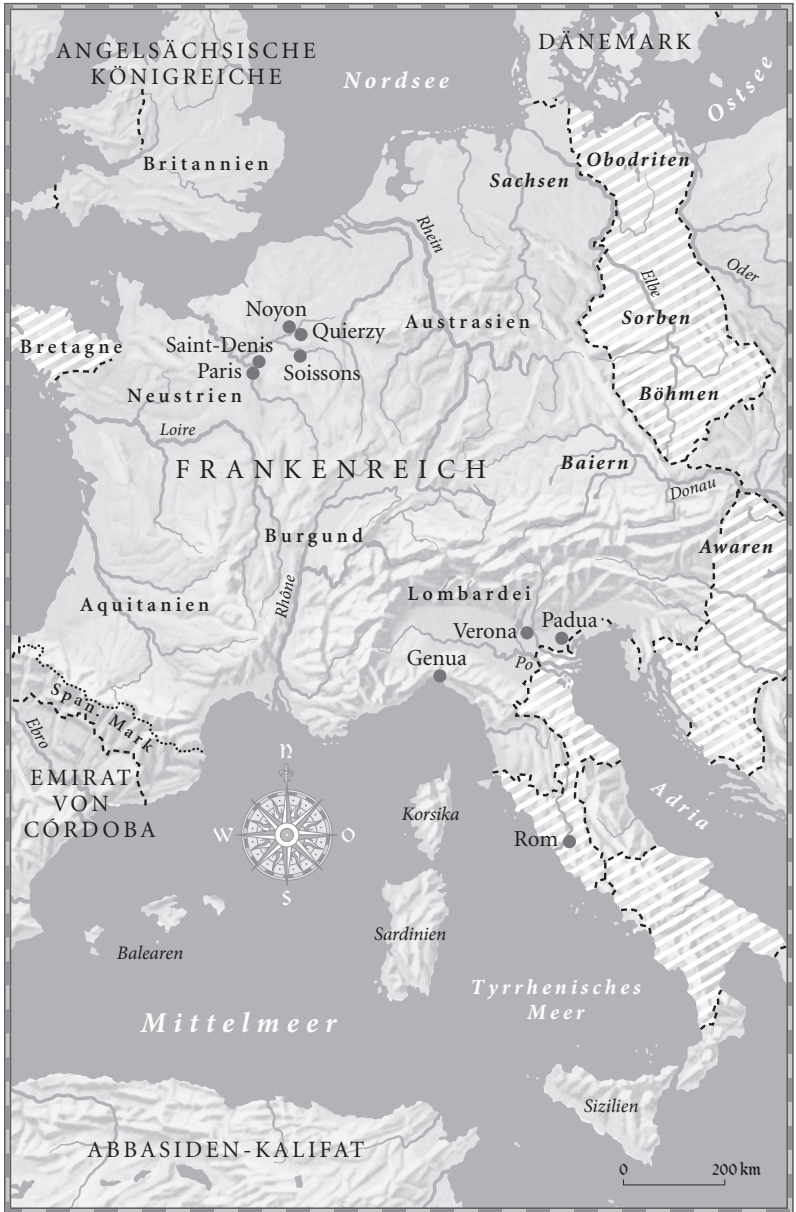 ANGELSÄCHSISCHE
KÖNIGREICHE
DÄNEMARK
Nordsee
Ostsee
Britannien
Sachsen
Obodriten
Rhein
Oder
Elbe
Noyon
Quierzy
Austrasien
Sorben
Bretagne
Saint-Denis
Paris
Soissons
Neustrien
Böhmen
Loire
FRANKENREICH
Baiern
Donau
Burgund
Awaren
Rhône
Lombardei
Aquitanien
Verona
Padua
Po
Genua
Span. Mark
Ebro
EMIRAT
VON
CÓRDOBA
N
W
O
S
Korsika
Adria
Rom
Sardinien
Balearen
Tyrrhenisches
Meer
Mittelmeer
Sizilien
ABBASIDEN-KALIFAT
0
200 km